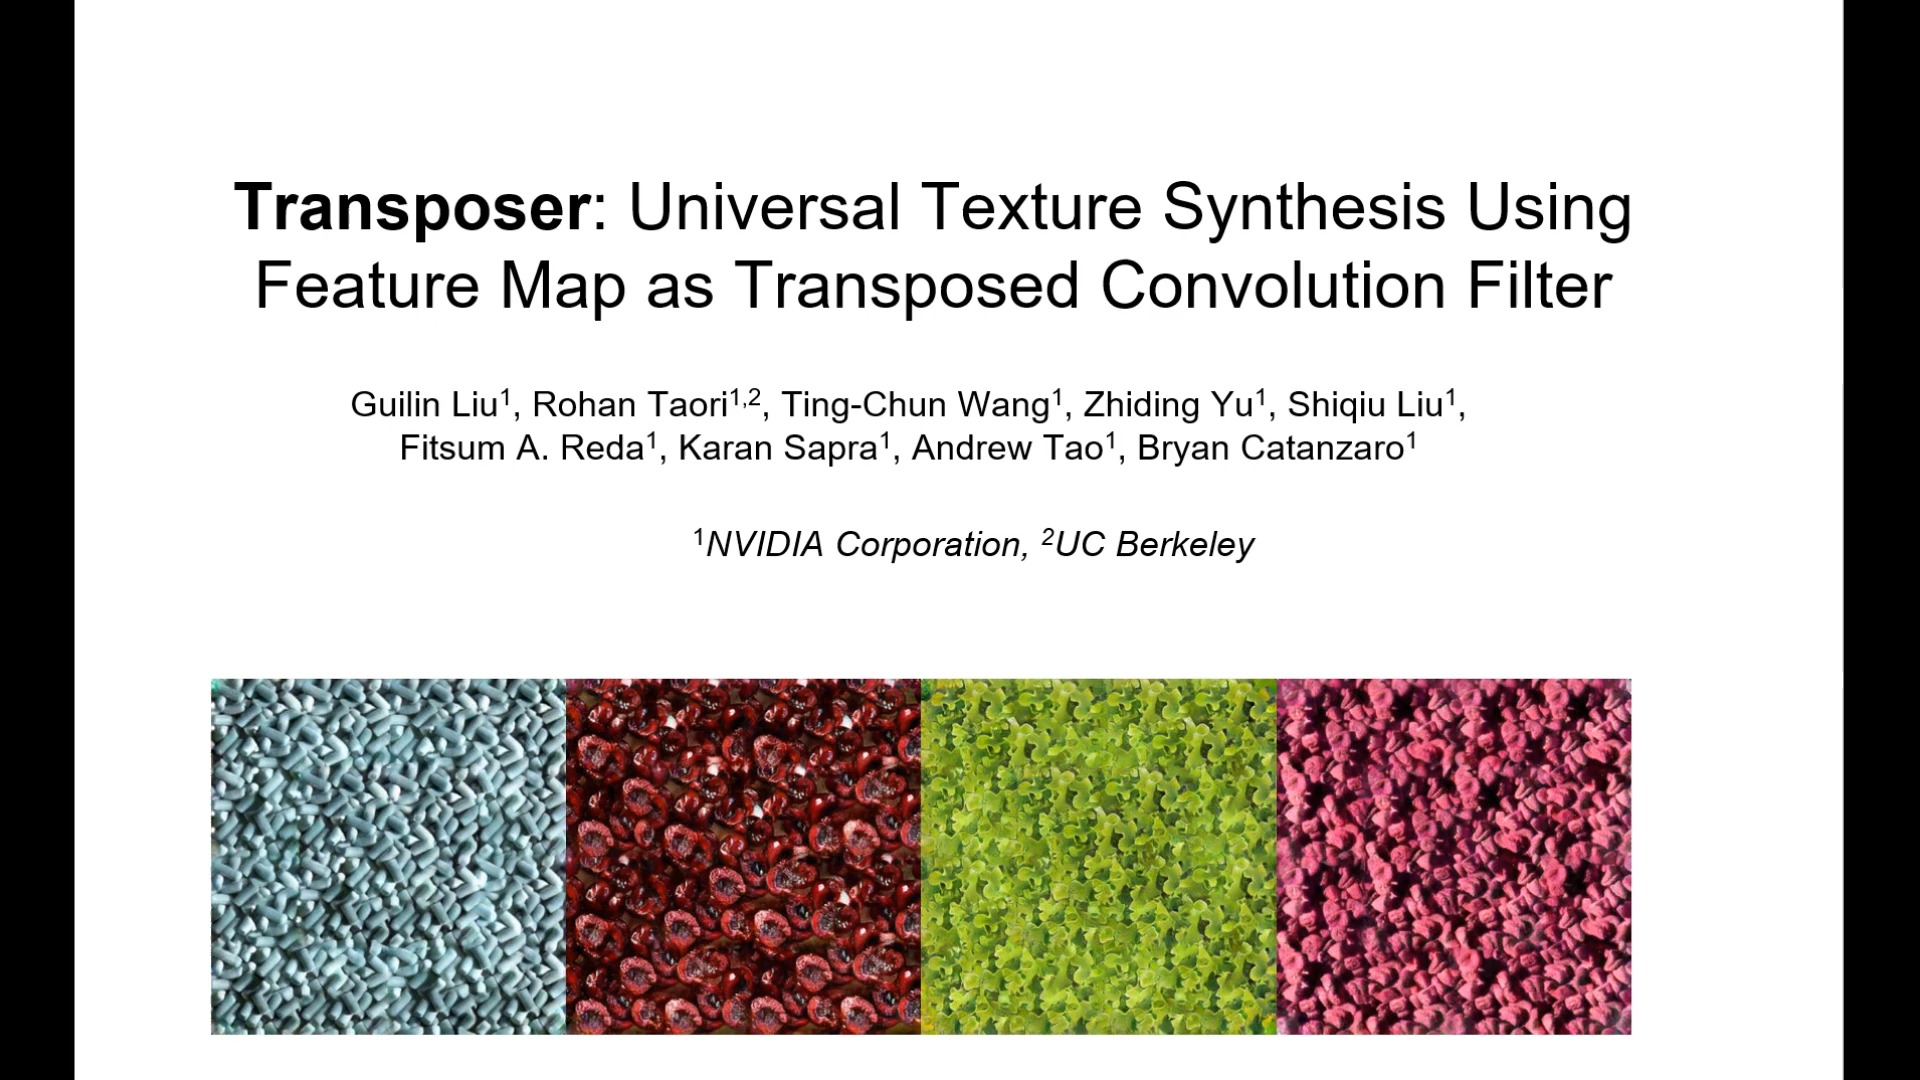 Transposer: Universal Texture Synthesis Using
Feature Map as Transposed Convolution Filter
Guilin Liu¹, Rohan Taori¹,², Ting-Chun Wang¹, Zhiding Yu¹, Shiqiu Liu¹,
Fitsum A. Reda¹, Karan Sapra¹, Andrew Tao¹, Bryan Catanzaro¹
¹NVIDIA Corporation, ²UC Berkeley